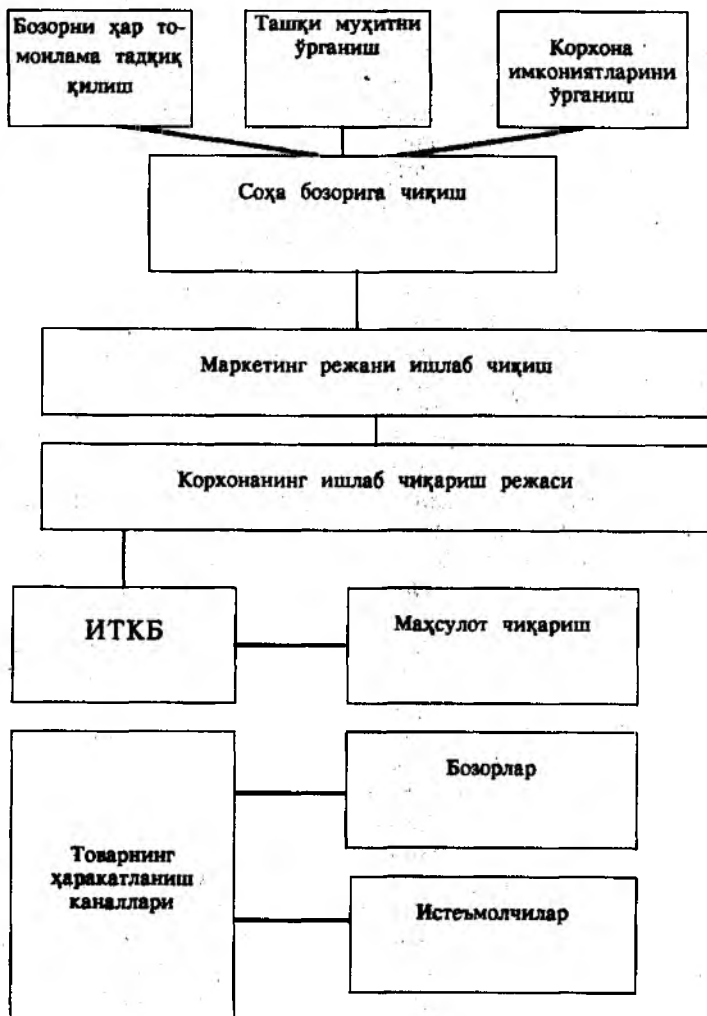 Бозорни ҳар то-
монлама тадқиқ
қилиш
Ташқи муҳитни
ўрганиш
Корхона
имкониятларини
ўрганиш
Соҳа бозорига чиқиш
Маркетинг режани ишлаб чиқиш
Корхонанинг ишлаб чиқариш режаси
ИТКБ
Маҳсулот чиқариш
Товарнинг
ҳаракатланиш
каналлари
Бозорлар
Истеъмолчилар